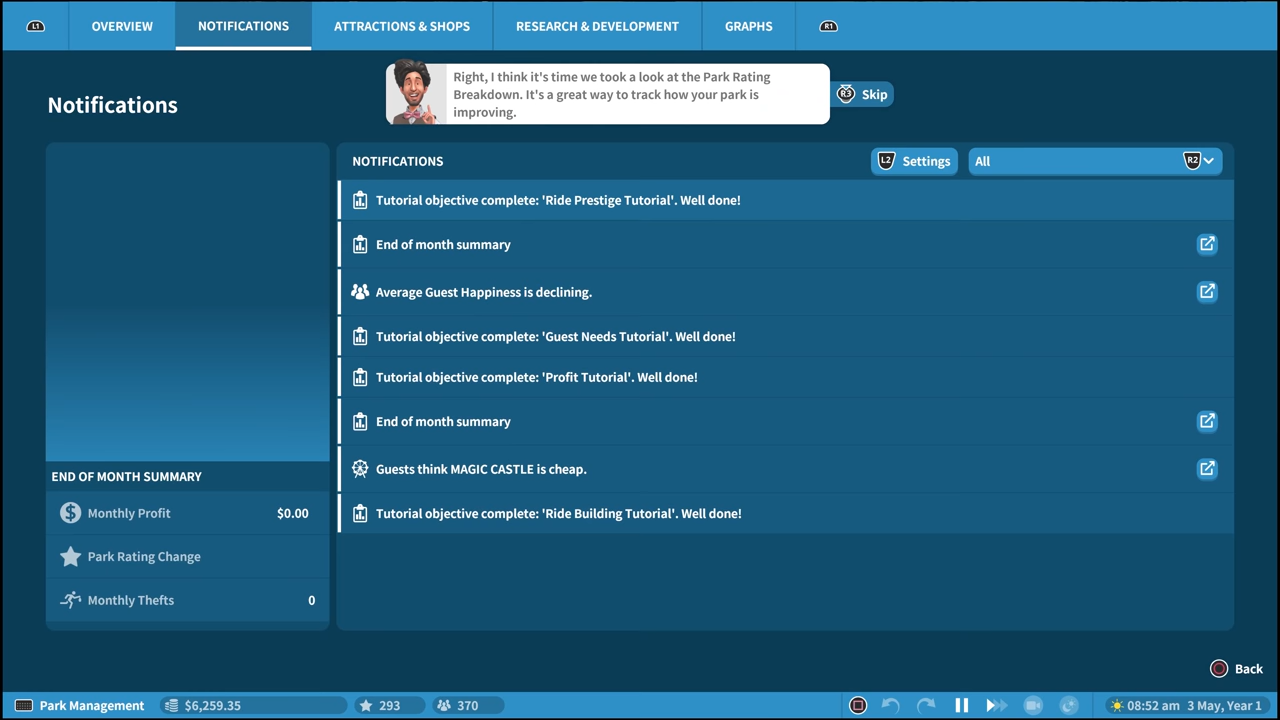 L1
OVERVIEW
NOTIFICATIONS
ATTRACTIONS & SHOPS
RESEARCH & DEVELOPMENT
GRAPHS
R1
Right, I think it's time we took a look at the Park Rating
Breakdown. It's a great way to track how your park is
improving.
R3 Skip
Notifications
NOTIFICATIONS
L2 Settings
All R2
Tutorial objective complete: 'Ride Prestige Tutorial'. Well done!
End of month summary
Average Guest Happiness is declining.
Tutorial objective complete: 'Guest Needs Tutorial'. Well done!
Tutorial objective complete: 'Profit Tutorial'. Well done!
End of month summary
Guests think MAGIC CASTLE is cheap.
Tutorial objective complete: 'Ride Building Tutorial'. Well done!
END OF MONTH SUMMARY
Monthly Profit $0.00
Park Rating Change
Monthly Thefts 0
Back
Park Management
$6,259.35
293
370
08:52 am 3 May, Year 1